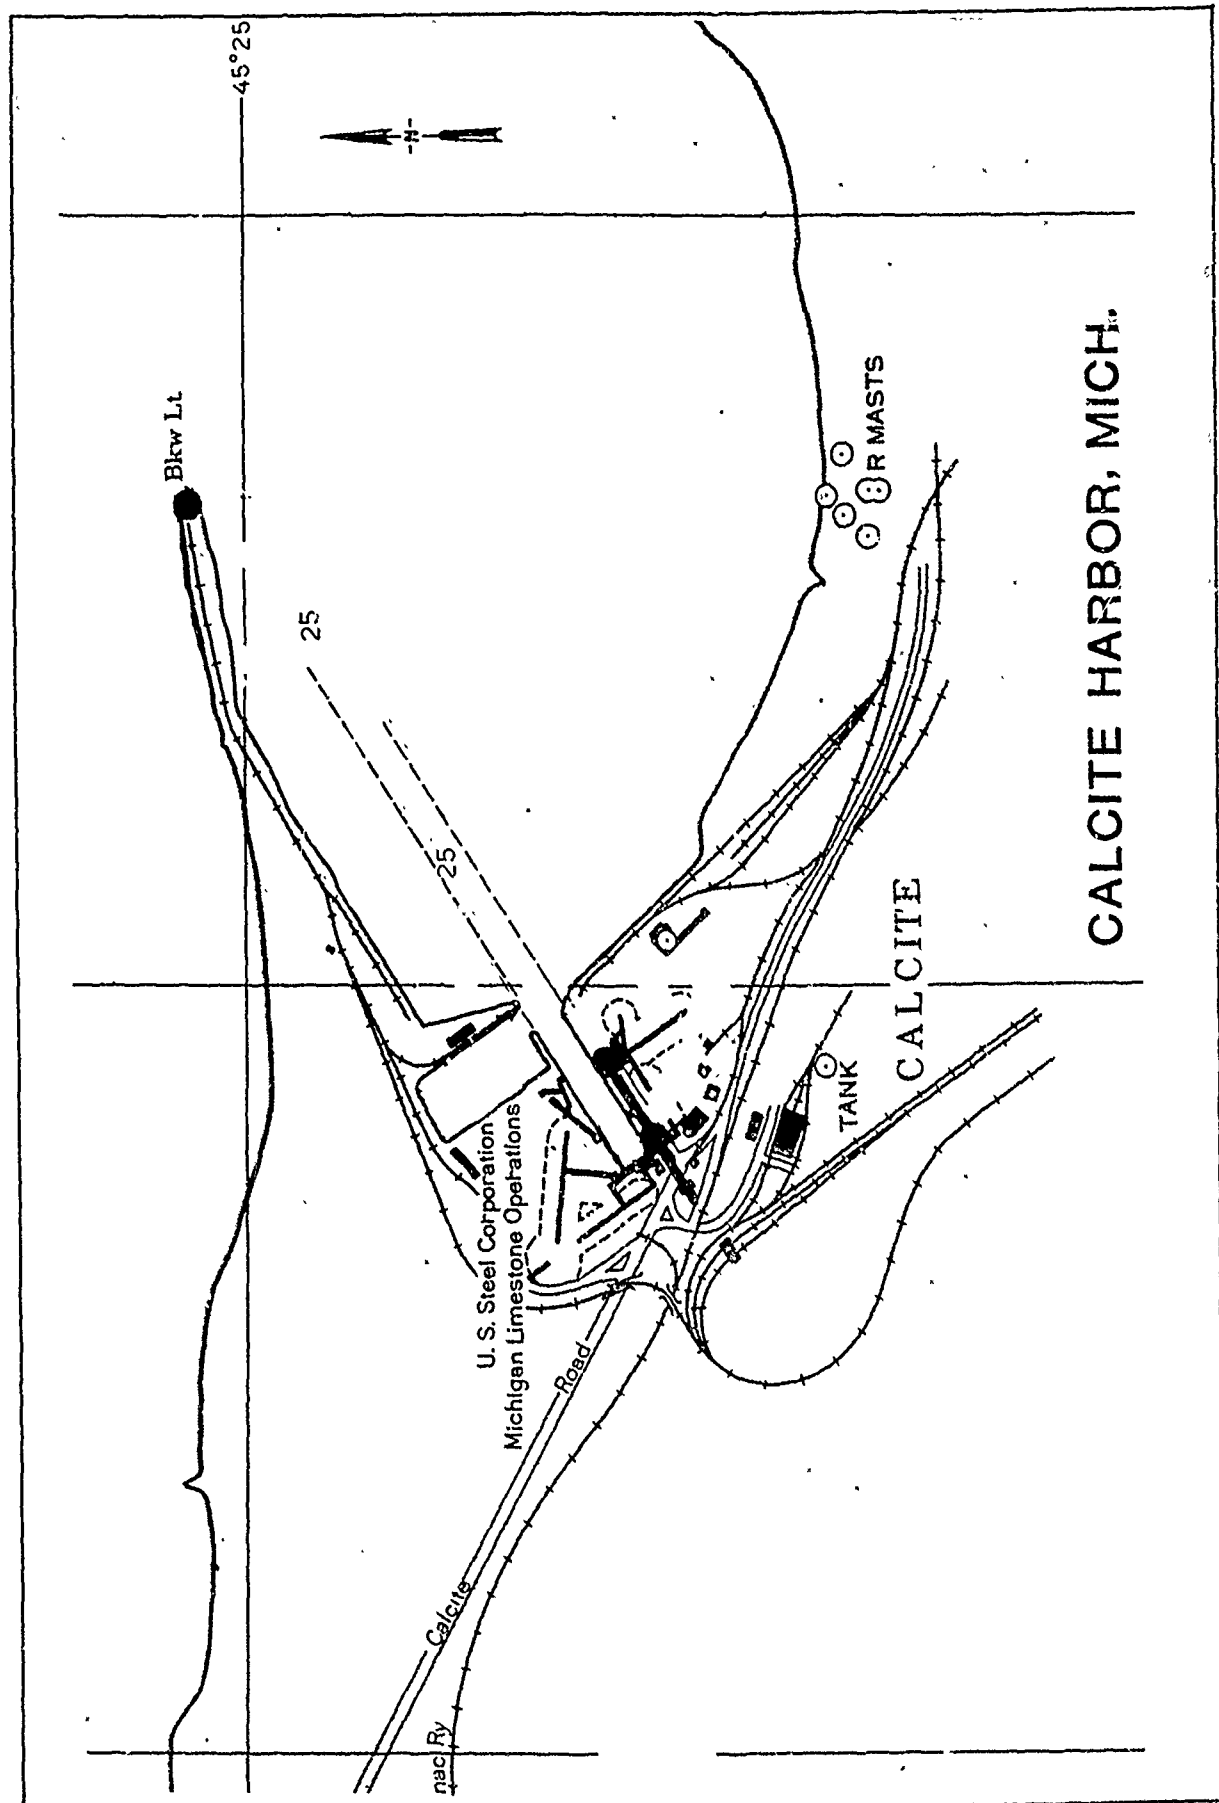 45°25
-N-
Bkw Lt
25
25
R MASTS
U. S. Steel Corporation
Michigan Limestone Operations
Calcite Road
nac Ry
TANK
CALCITE
CALCITE HARBOR, MICH.